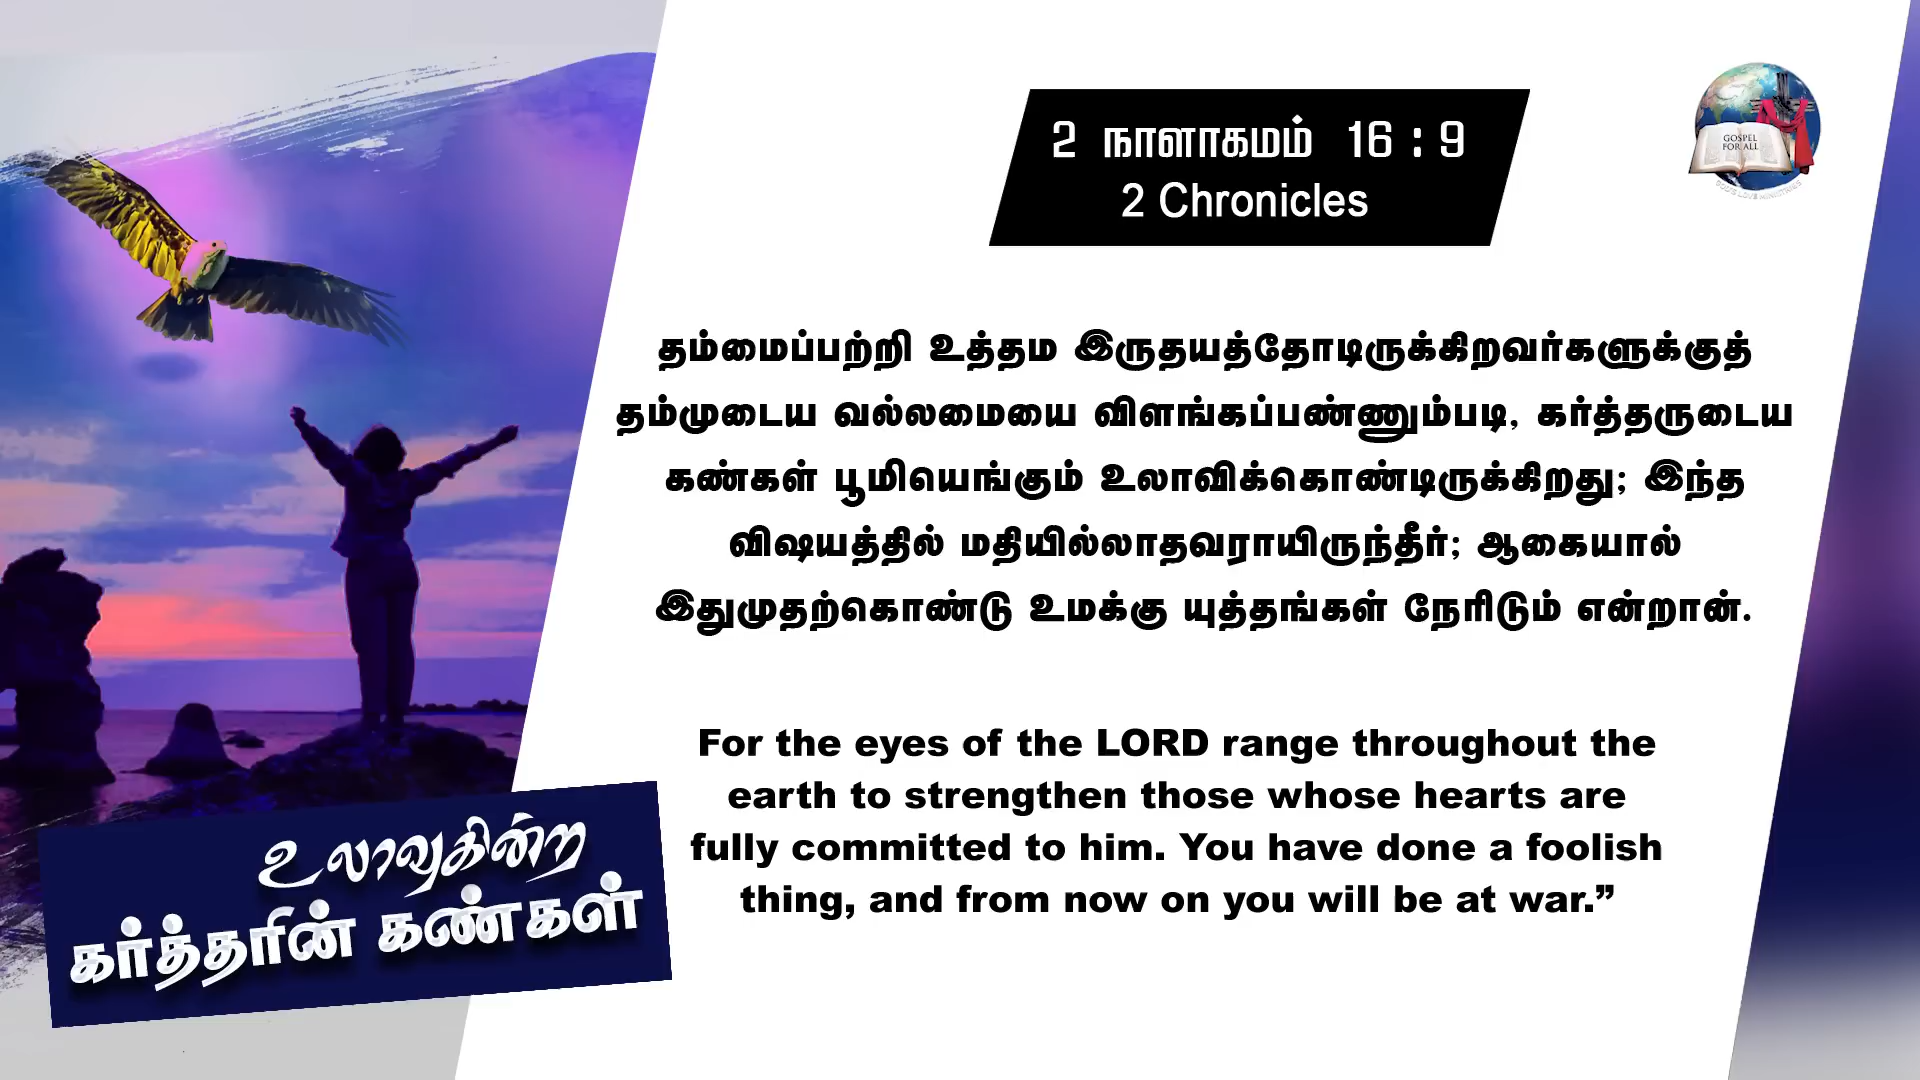 2 நாளாகமம் 16 : 9
2 Chronicles
GOSPEL
FOR ALL
GOD'S LOVE MINISTRIES
தம்மைப்பற்றி உத்தம இருதயத்தோடிருக்கிறவர்களுக்குத்
தம்முடைய வல்லமையை விளங்கப்பண்ணும்படி, கர்த்தருடைய
கண்கள் பூமியெங்கும் உலாவிக்கொண்டிருக்கிறது; இந்த
விஷயத்தில் மதியில்லாதவராயிருந்தீர்; ஆகையால்
இதுமுதற்கொண்டு உமக்கு யுத்தங்கள் நேரிடும் என்றான்.
For the eyes of the LORD range throughout the
earth to strengthen those whose hearts are
fully committed to him. You have done a foolish
thing, and from now on you will be at war.”
உலாவுகின்ற
கர்த்தரின் கண்கள்